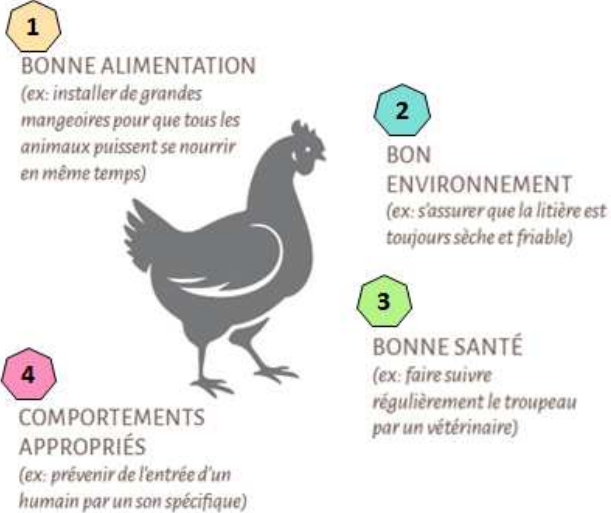 1
BONNE ALIMENTATION
(ex: installer de grandes
mangeoires pour que tous les
animaux puissent se nourrir
en même temps)
2
BON
ENVIRONNEMENT
(ex: s'assurer que la litière est
toujours sèche et friable)
3
BONNE SANTÉ
(ex: faire suivre
régulièrement le troupeau
par un vétérinaire)
4
COMPORTEMENTS
APPROPRIÉS
(ex: prévenir de l'entrée d'un
humain par un son spécifique)